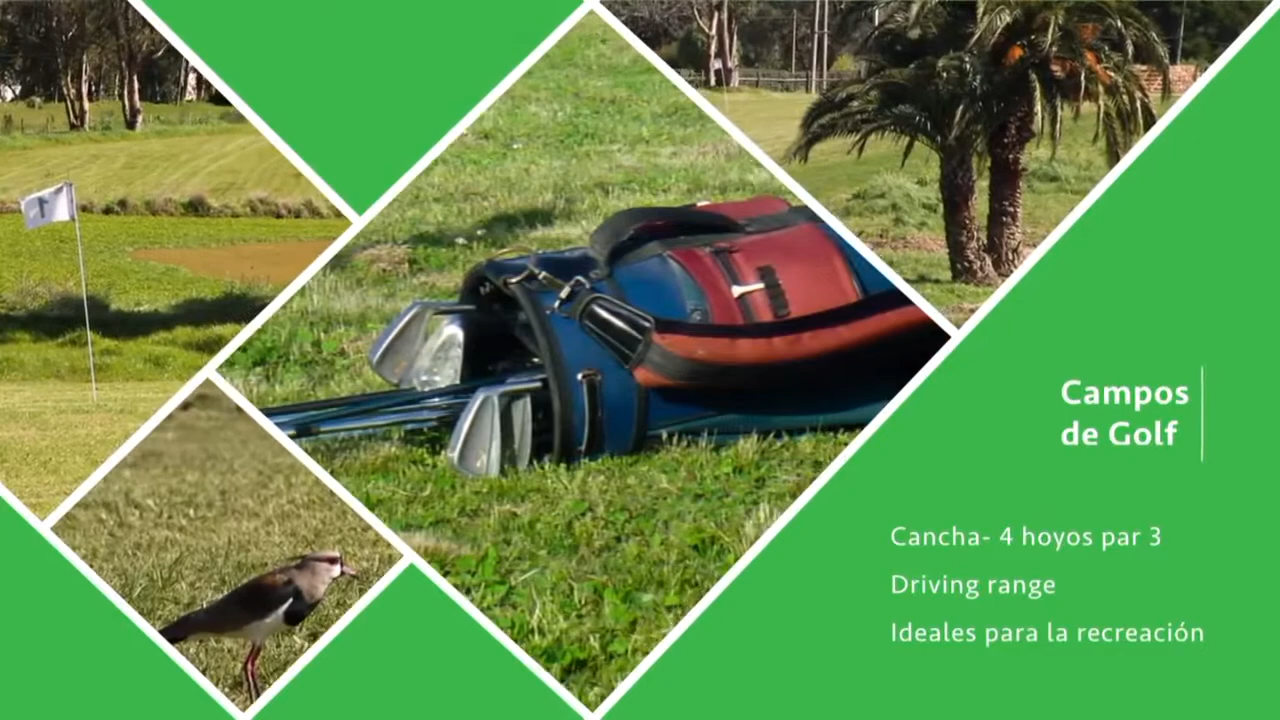 Campos
de Golf
Cancha- 4 hoyos par 3
Driving range
Ideales para la recreación